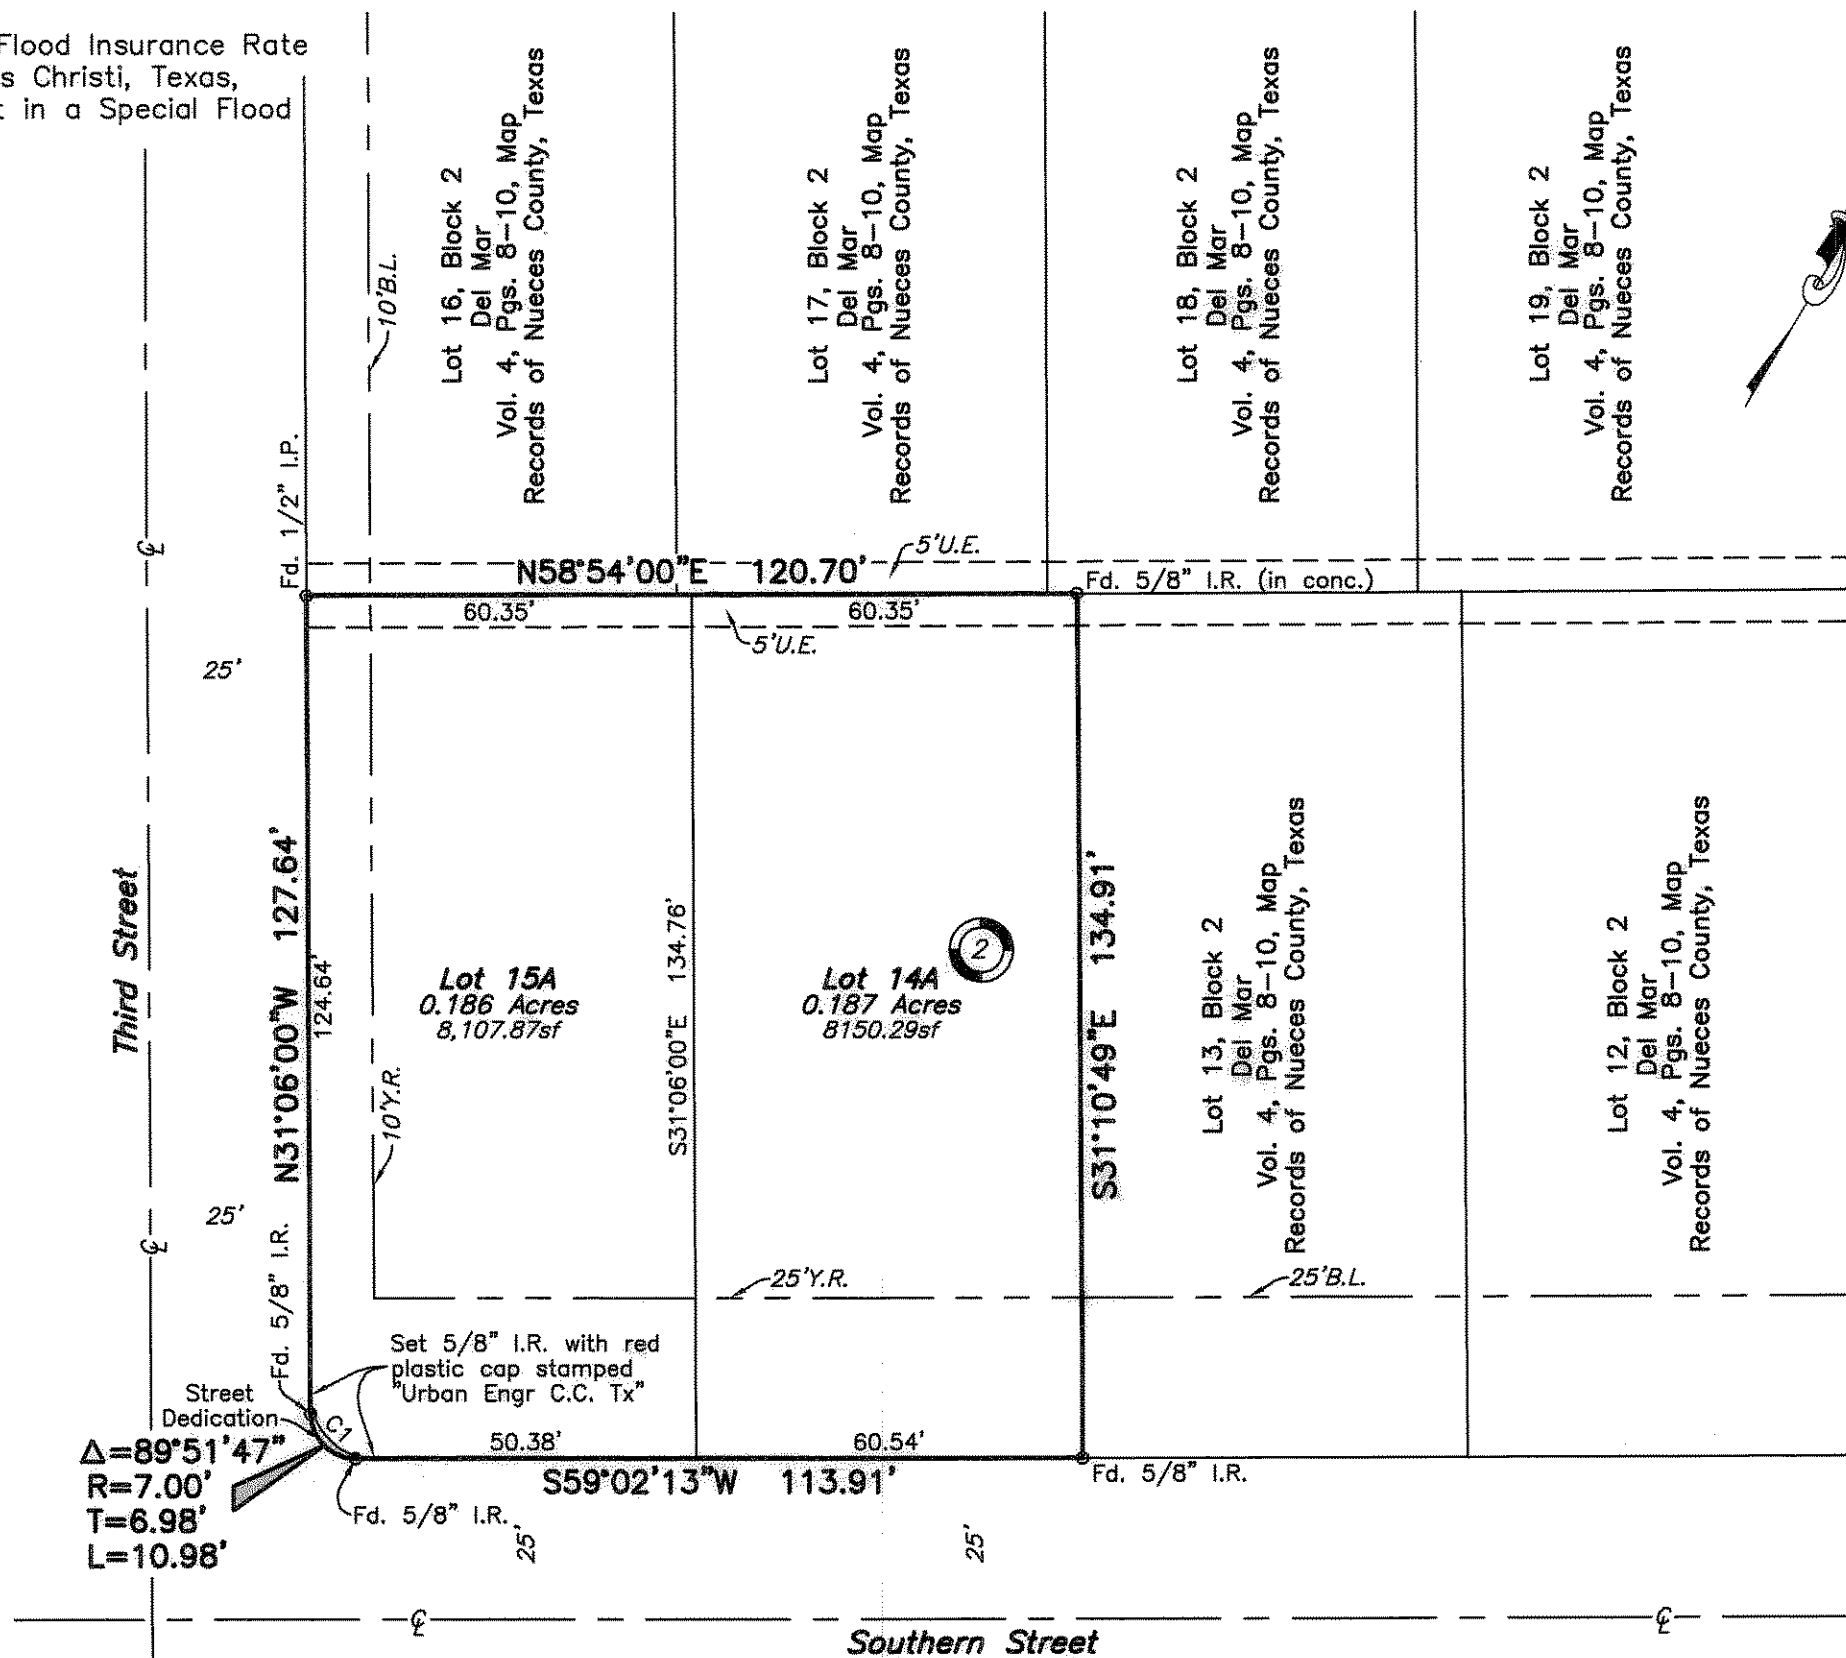 Flood Insurance Rate
s Christi, Texas,
t in a Special Flood
Lot 16, Block 2
Del Mar
Vol. 4, Pgs. 8-10, Map
Records of Nueces County, Texas
Lot 17, Block 2
Del Mar
Vol. 4, Pgs. 8-10, Map
Records of Nueces County, Texas
Lot 18, Block 2
Del Mar
Vol. 4, Pgs. 8-10, Map
Records of Nueces County, Texas
Lot 19, Block 2
Del Mar
Vol. 4, Pgs. 8-10, Map
Records of Nueces County, Texas
10'B.L.
Fd. 1/2" I.P.
℄
5'U.E.
N58°54'00"E 120.70'
Fd. 5/8" I.R. (in conc.)
60.35'
60.35'
5'U.E.
25'
Third Street
N31°06'00"W 127.64'
124.64'
10'Y.R.
Lot 15A
0.186 Acres
8,107.87sf
S31°06'00"E 134.76'
2
Lot 14A
0.187 Acres
8150.29sf
S31°10'49"E 134.91'
Lot 13, Block 2
Del Mar
Vol. 4, Pgs. 8-10, Map
Records of Nueces County, Texas
Lot 12, Block 2
Del Mar
Vol. 4, Pgs. 8-10, Map
Records of Nueces County, Texas
25'
℄
Fd. 5/8" I.R.
25'Y.R.
25'B.L.
Set 5/8" I.R. with red
plastic cap stamped
"Urban Engr C.C. Tx"
Street
Dedication
C1
Δ=89°51'47"
R=7.00'
T=6.98'
L=10.98'
50.38'
60.54'
S59°02'13"W 113.91'
Fd. 5/8" I.R.
Fd. 5/8" I.R.
25'
25'
℄
℄
Southern Street